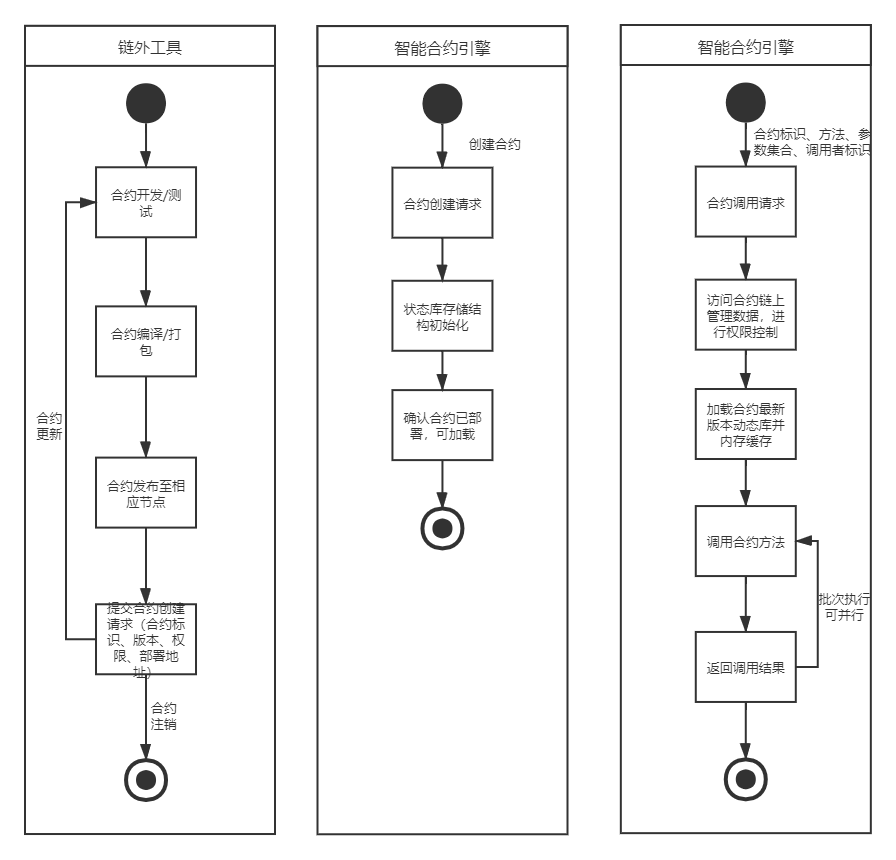 链外工具
合约开发/测
试
合约编译/打
包
合约
更新
合约发布至相
应节点
提交合约创建
请求（合约标
识、版本、权
限、部署地
址）
合约
注销
智能合约引擎
创建合约
合约创建请求
状态库存储结
构初始化
确认合约已部
署，可加载
智能合约引擎
合约标识、方法、参
数集合、调用者标识
合约调用请求
访问合约链上
管理数据，进
行权限控制
加载合约最新
版本动态库并
内存缓存
调用合约方法
批次执行
可并行
返回调用结果